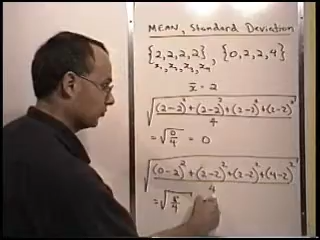 MEAN, Standard Deviation
{2,2,2,2}, {0,2,2,4}
x₁, x₂, x₃, x₄
x̄ = 2
√((2-2)² + (2-2)² + (2-2)² + (2-2)²)/4
= √0/4 = 0
√((0-2)² + (2-2)² + (2-2)² + (4-2)²)/4
= √8/4